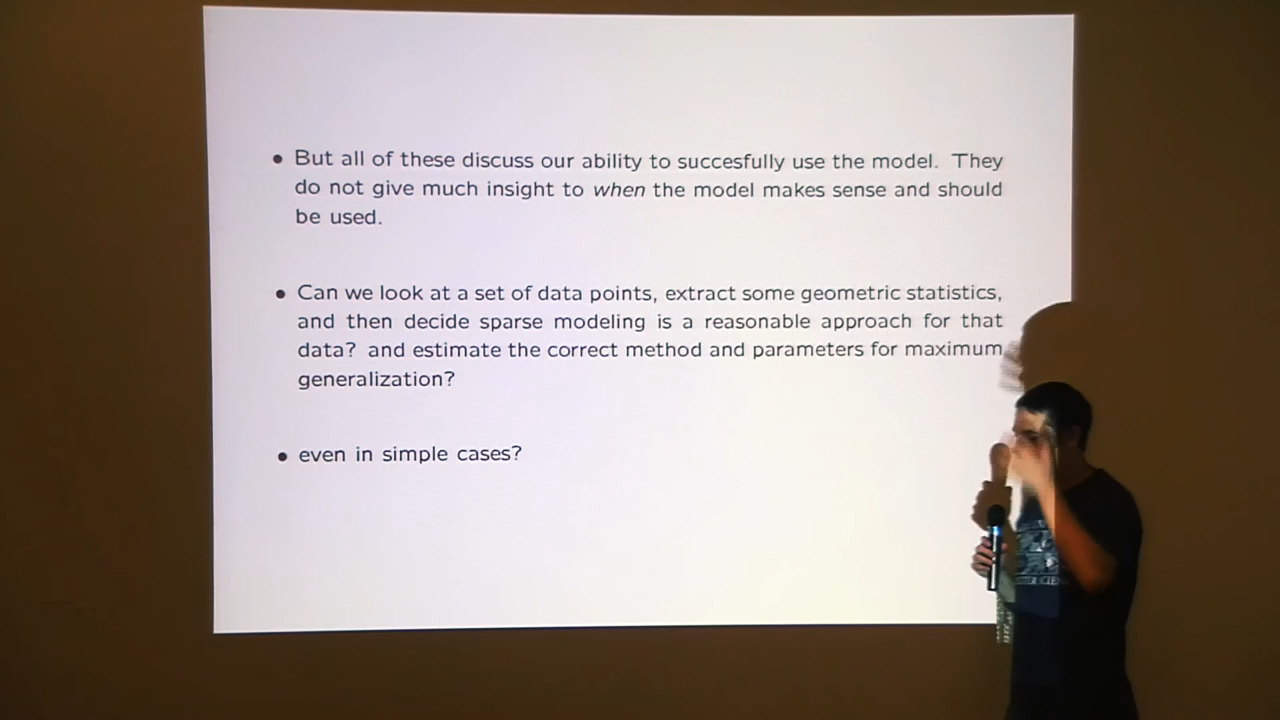 • But all of these discuss our ability to succesfully use the model. They
do not give much insight to when the model makes sense and should
be used.
• Can we look at a set of data points, extract some geometric statistics,
and then decide sparse modeling is a reasonable approach for that
data? and estimate the correct method and parameters for maximum
generalization?
• even in simple cases?